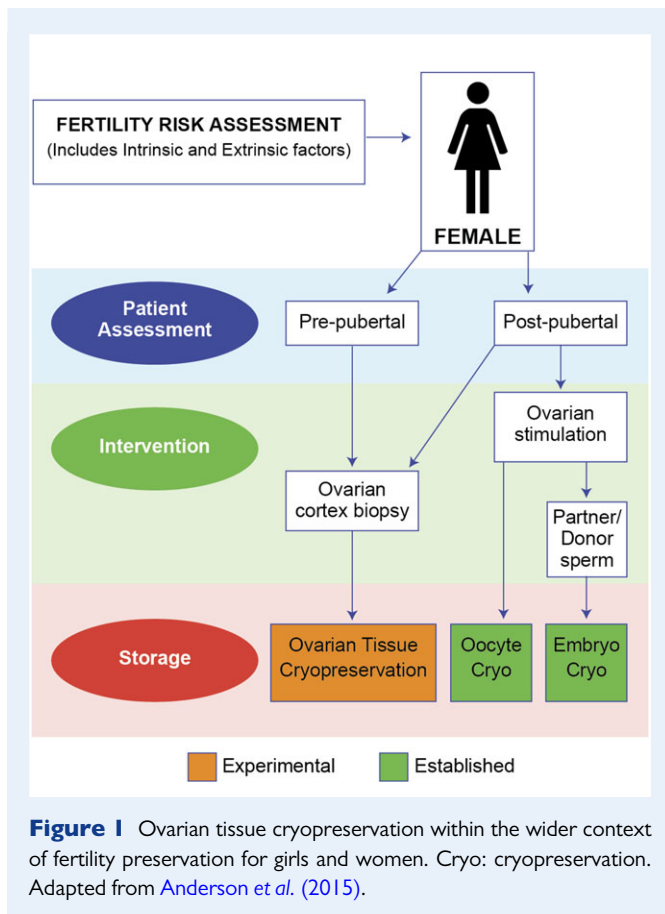 FERTILITY RISK ASSESSMENT
(Includes Intrinsic and Extrinsic factors)
FEMALE
Patient
Assessment
Pre-pubertal
Post-pubertal
Intervention
Ovarian
stimulation
Ovarian
cortex biopsy
Partner/
Donor
sperm
Storage
Ovarian Tissue
Cryopreservation
Oocyte
Cryo
Embryo
Cryo
Experimental
Established
Figure 1 Ovarian tissue cryopreservation within the wider context
of fertility preservation for girls and women. Cryo: cryopreservation.
Adapted from Anderson et al. (2015).